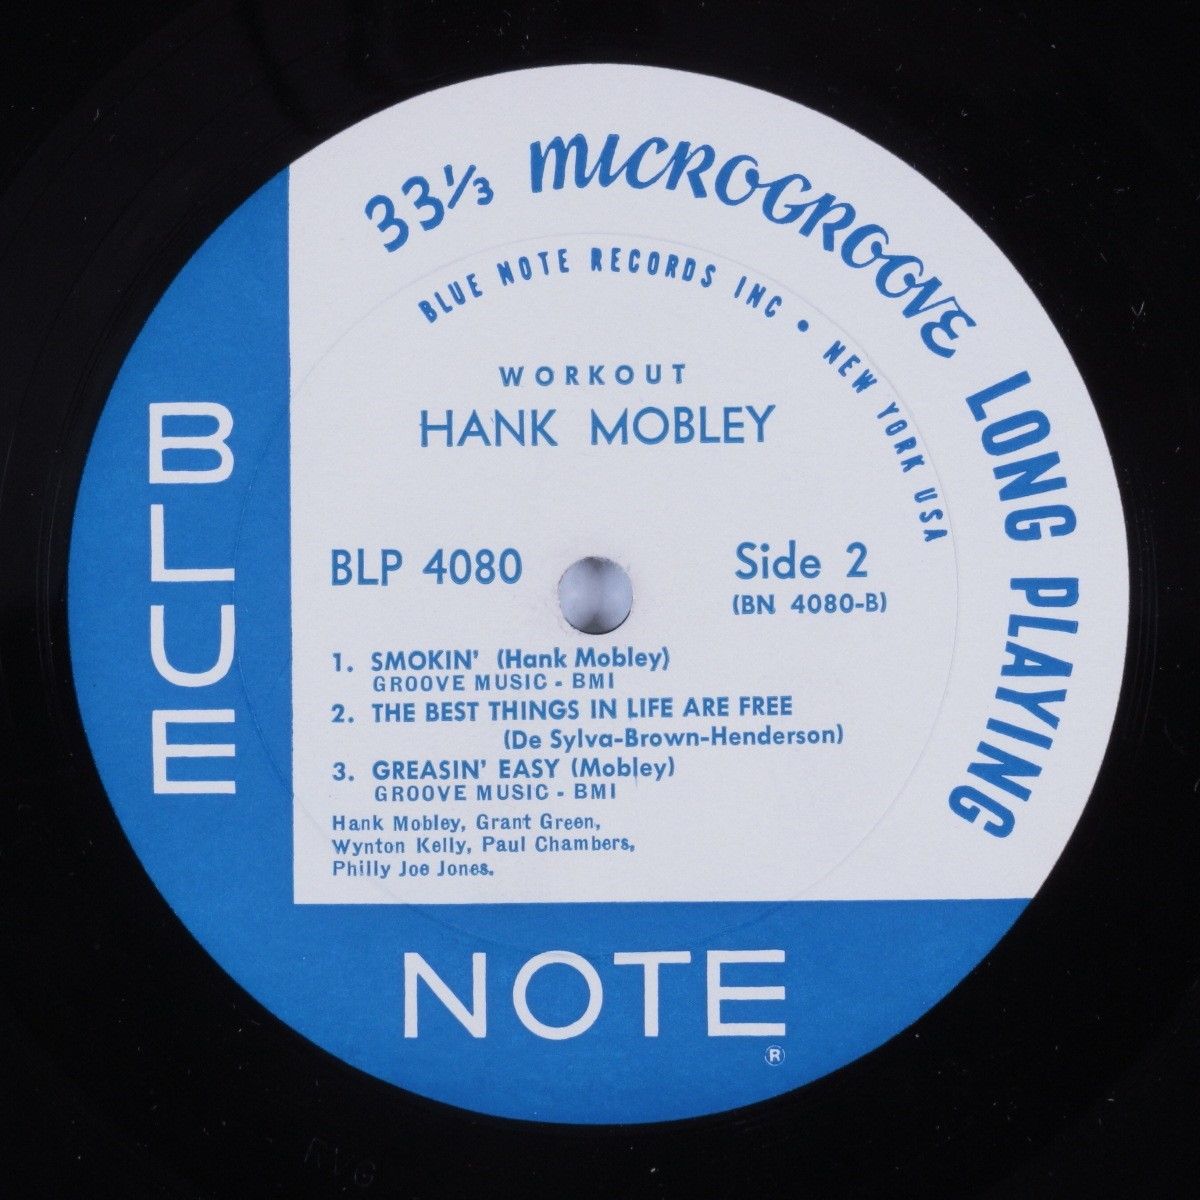 33⅓ MICROGROOVE LONG PLAYING
BLUE NOTE RECORDS INC • NEW YORK USA
WORKOUT
HANK MOBLEY
BLP 4080
Side 2
(BN 4080-B)
1. SMOKIN' (Hank Mobley)
GROOVE MUSIC - BMI
2. THE BEST THINGS IN LIFE ARE FREE
(De Sylva-Brown-Henderson)
3. GREASIN' EASY (Mobley)
GROOVE MUSIC - BMI
Hank Mobley, Grant Green,
Wynton Kelly, Paul Chambers,
Philly Joe Jones.
BLUE
NOTE
®
RVG